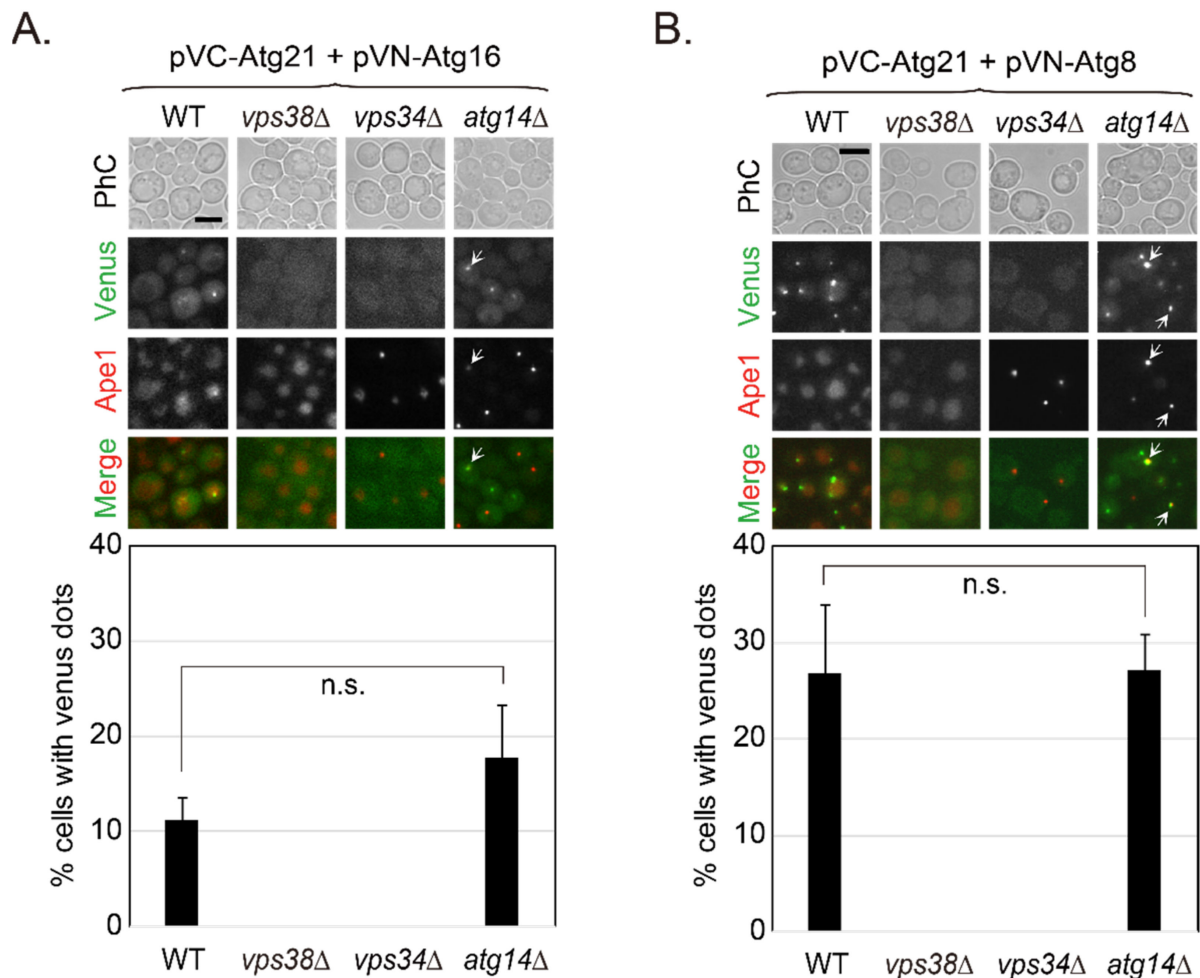 A.
pVC-Atg21 + pVN-Atg16
WT vps38Δ vps34Δ atg14Δ
PhC
Venus
Ape1
Merge
% cells with venus dots
40
30
20
10
0
n.s.
WT vps38Δ vps34Δ atg14Δ
B.
pVC-Atg21 + pVN-Atg8
WT vps38Δ vps34Δ atg14Δ
PhC
Venus
Ape1
Merge
% cells with venus dots
40
30
20
10
0
n.s.
WT vps38Δ vps34Δ atg14Δ